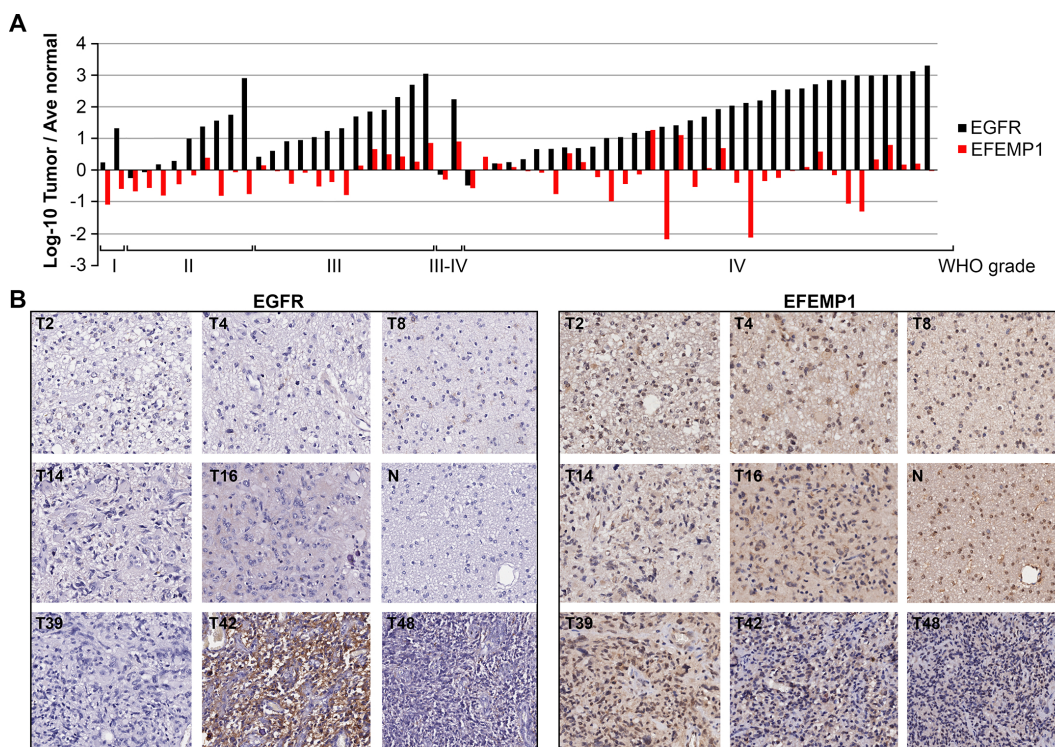 A
Log-10 Tumor / Ave normal
4
3
2
1
0
-1
-2
-3
EGFR
EFEMP1
I II III III-IV IV WHO grade
B
EGFR EFEMP1
T2 T4 T8 T2 T4 T8
T14 T16 N T14 T16 N
T39 T42 T48 T39 T42 T48